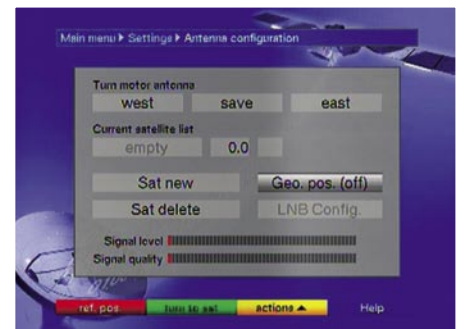 Main menu ▶ Settings ▶ Antenna configuration
Turn motor antenna
west save east
Current satellite list
empty 0.0
Sat new Geo. pos. (off)
Sat delete LNB Config.
Signal level
Signal quality
ref. pos. turn to sat actions ▲ Help